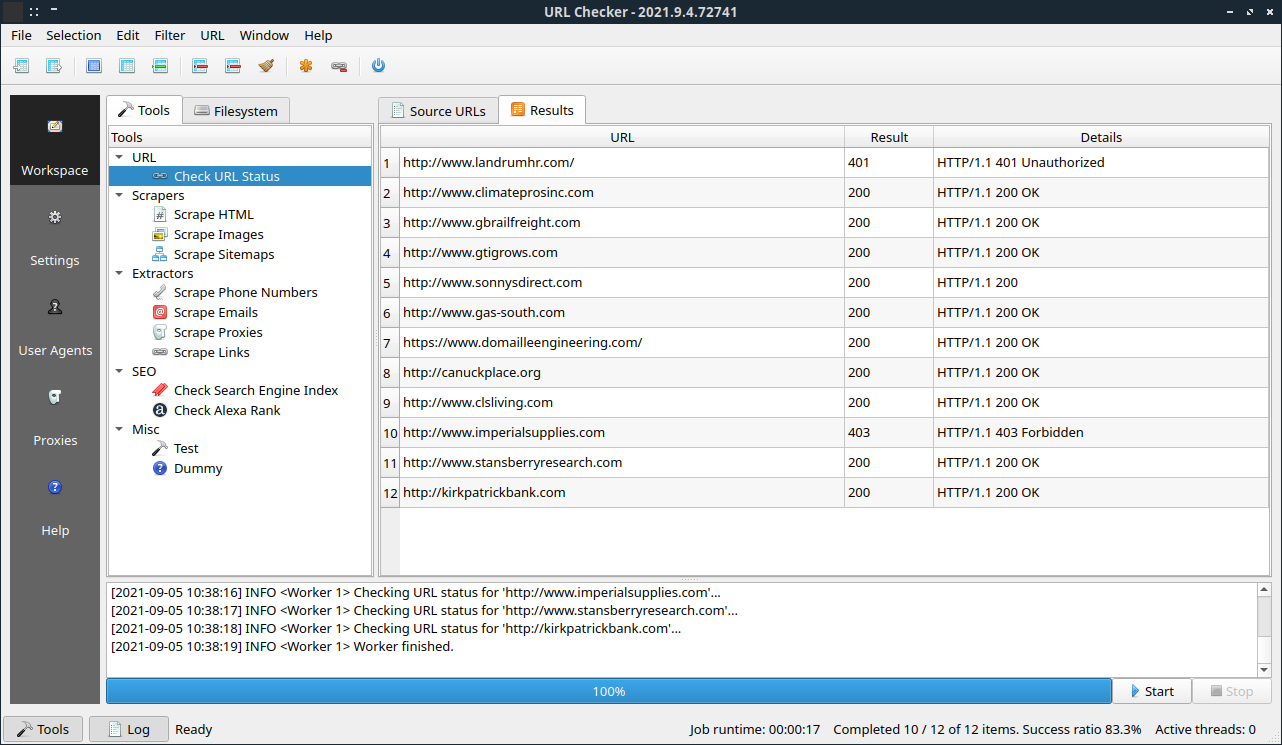 URL Checker - 2021.9.4.72741
File Selection Edit Filter URL Window Help
Workspace
Settings
User Agents
Proxies
Help
Tools Filesystem
Tools
URL
Check URL Status
Scrapers
Scrape HTML
Scrape Images
Scrape Sitemaps
Extractors
Scrape Phone Numbers
Scrape Emails
Scrape Proxies
Scrape Links
SEO
Check Search Engine Index
Check Alexa Rank
Misc
Test
Dummy
Source URLs Results
URL Result Details
1 http://www.landrumhr.com/ 401 HTTP/1.1 401 Unauthorized
2 http://www.climateprosinc.com 200 HTTP/1.1 200 OK
3 http://www.gbrailfreight.com 200 HTTP/1.1 200 OK
4 http://www.gtigrows.com 200 HTTP/1.1 200 OK
5 http://www.sonnysdirect.com 200 HTTP/1.1 200
6 http://www.gas-south.com 200 HTTP/1.1 200 OK
7 https://www.domailleengineering.com/ 200 HTTP/1.1 200 OK
8 http://canuckplace.org 200 HTTP/1.1 200 OK
9 http://www.clsliving.com 200 HTTP/1.1 200 OK
10 http://www.imperialsupplies.com 403 HTTP/1.1 403 Forbidden
11 http://www.stansberryresearch.com 200 HTTP/1.1 200 OK
12 http://kirkpatrickbank.com 200 HTTP/1.1 200 OK
[2021-09-05 10:38:16] INFO <Worker 1> Checking URL status for 'http://www.imperialsupplies.com'...
[2021-09-05 10:38:17] INFO <Worker 1> Checking URL status for 'http://www.stansberryresearch.com'...
[2021-09-05 10:38:18] INFO <Worker 1> Checking URL status for 'http://kirkpatrickbank.com'...
[2021-09-05 10:38:19] INFO <Worker 1> Worker finished.
100% Start Stop
Tools Log Ready Job runtime: 00:00:17 Completed 10 / 12 of 12 items. Success ratio 83.3% Active threads: 0